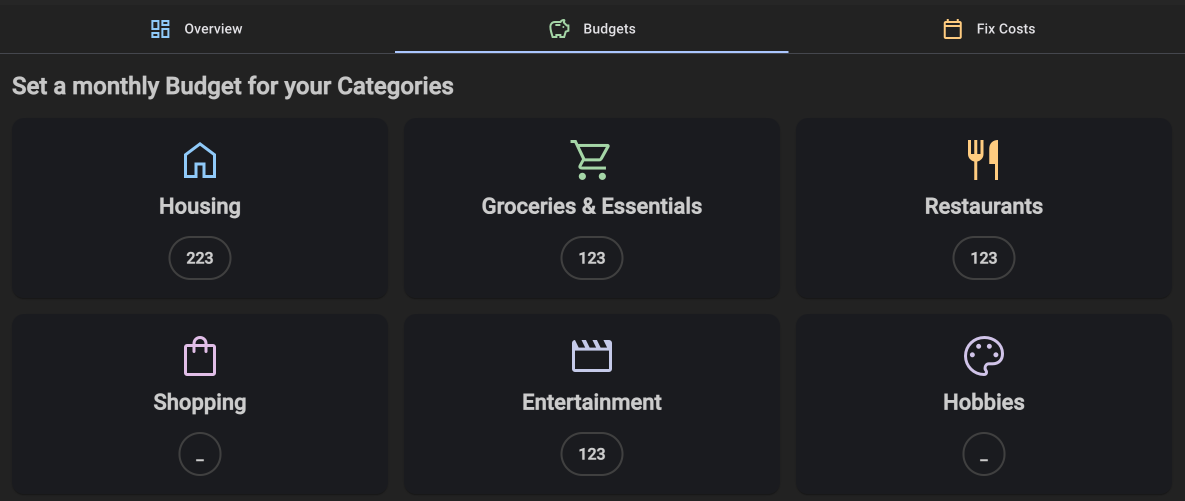 Overview
Budgets
Fix Costs
Set a monthly Budget for your Categories
Housing
Groceries & Essentials
Restaurants
223
123
123
Shopping
Entertainment
Hobbies
_
123
_